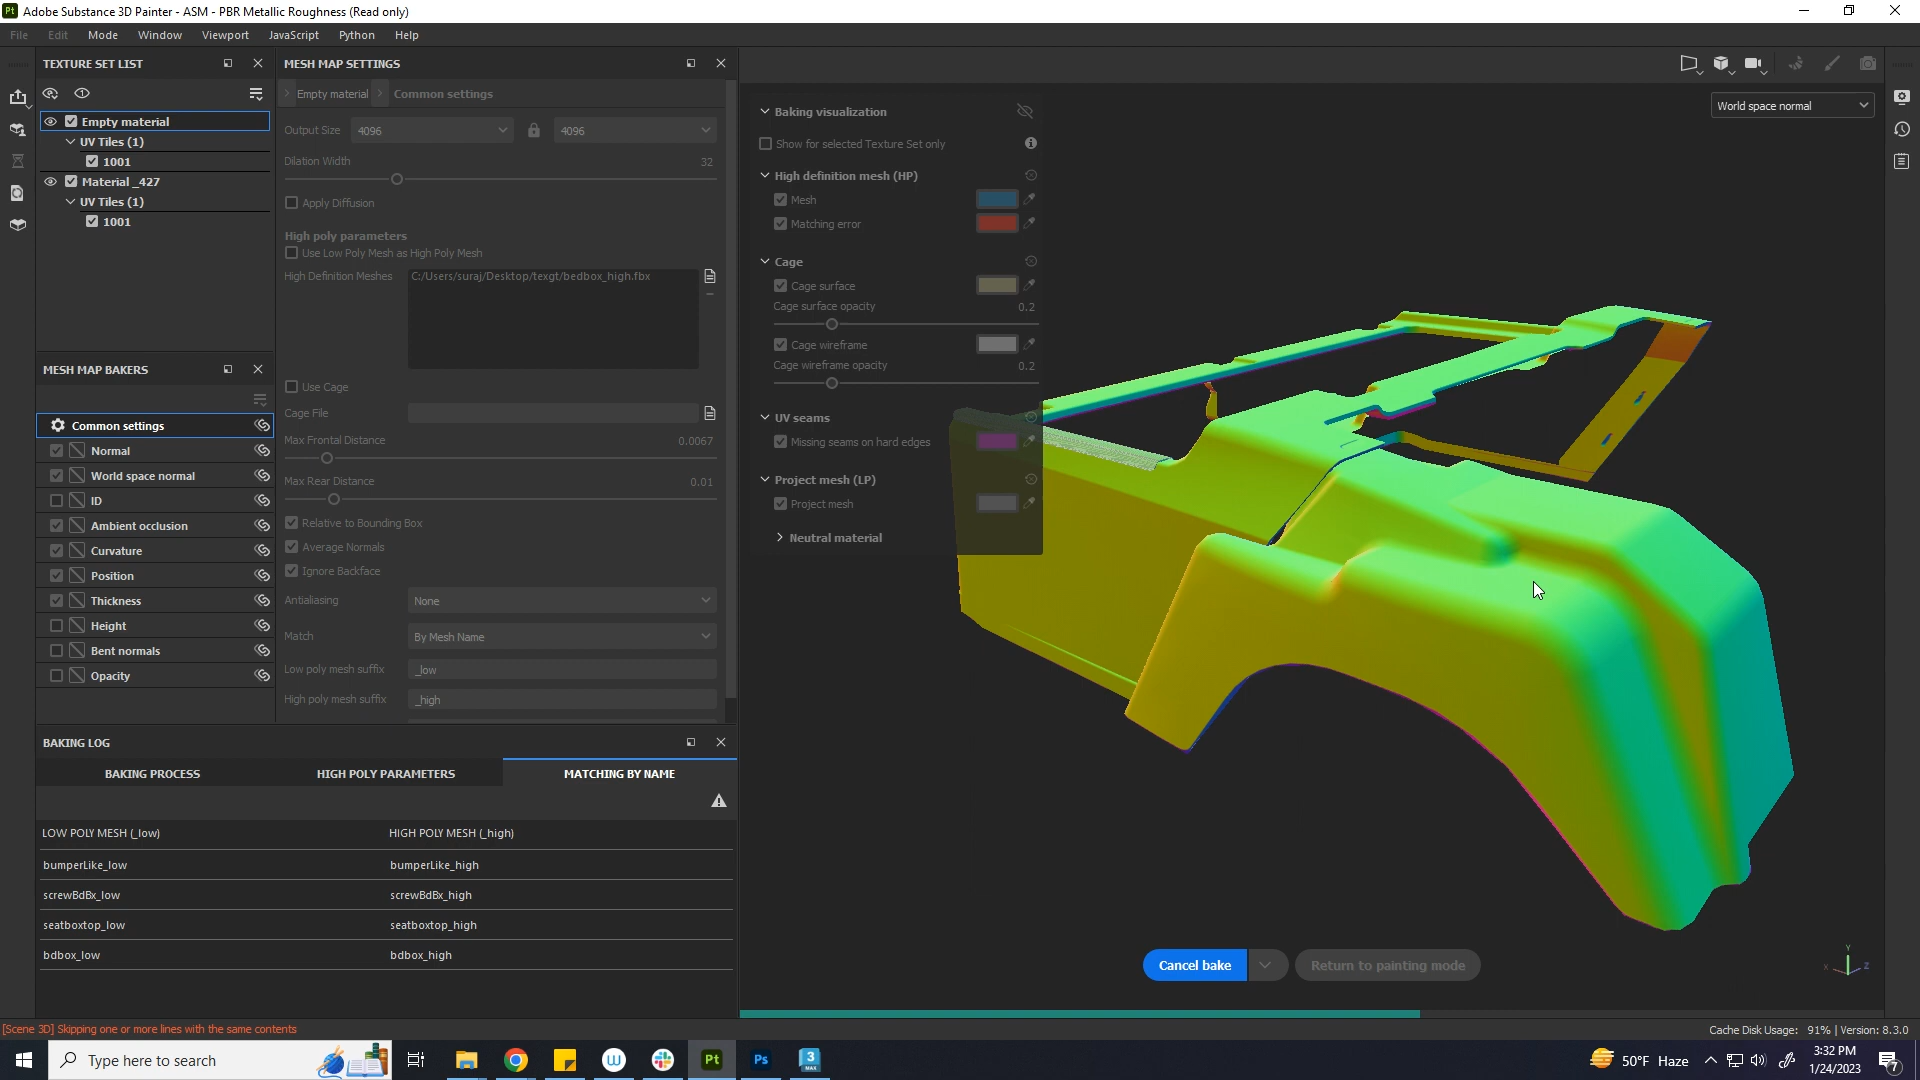 Pt Adobe Substance 3D Painter - ASM - PBR Metallic Roughness (Read only)
File Edit Mode Window Viewport JavaScript Python Help
TEXTURE SET LIST
Empty material
UV Tiles (1)
1001
Material _427
UV Tiles (1)
1001
MESH MAP BAKERS
Common settings
Normal
World space normal
ID
Ambient occlusion
Curvature
Position
Thickness
Height
Bent normals
Opacity
MESH MAP SETTINGS
Empty material Common settings
Output Size 4096 4096
Dilation Width 32
Apply Diffusion
High poly parameters
Use Low Poly Mesh as High Poly Mesh
High Definition Meshes C:/Users/suraj/Desktop/texgt/bedbox_high.fbx
Use Cage
Cage File
Max Frontal Distance 0.0067
Max Rear Distance 0.01
Relative to Bounding Box
Average Normals
Ignore Backface
Antialiasing None
Match By Mesh Name
Low poly mesh suffix _low
High poly mesh suffix _high
BAKING LOG
BAKING PROCESS HIGH POLY PARAMETERS MATCHING BY NAME
LOW POLY MESH (_low) HIGH POLY MESH (_high)
bumperLike_low bumperLike_high
screwBdBx_low screwBdBx_high
seatboxtop_low seatboxtop_high
bdbox_low bdbox_high
Baking visualization
Show for selected Texture Set only
High definition mesh (HP)
Mesh
Matching error
Cage
Cage surface
Cage surface opacity 0.2
Cage wireframe
Cage wireframe opacity 0.2
UV seams
Missing seams on hard edges
Project mesh (LP)
Project mesh
Neutral material
World space normal
Cancel bake Return to painting mode
Y
X Z
[Scene 3D] Skipping one or more lines with the same contents
Cache Disk Usage: 91% | Version: 8.3.0
Type here to search
Pt Ps 3 MAX
50°F Haze
3:32 PM
1/24/2023
7